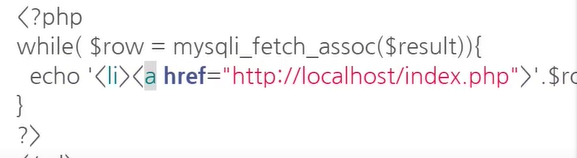 <?php
while( $row = mysqli_fetch_assoc($result)){
echo '<li><a href="http://localhost/index.php">'.$ro
}
?>